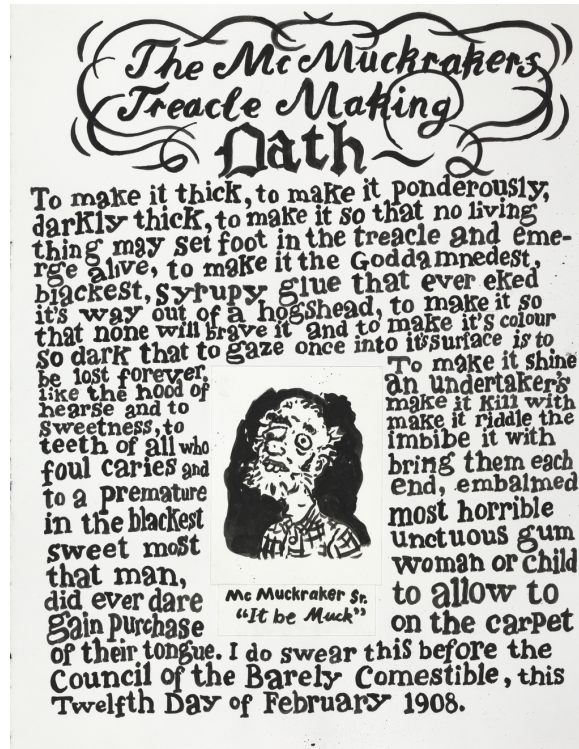 The McMuckrakers
Treacle Making
Oath
To make it thick, to make it ponderously,
darkly thick, to make it so that no living
thing may set foot in the treacle and eme-
rge alive, to make it the Goddamnedest,
blackest, syrupy glue that ever eked
it's way out of a hogshead, to make it so
that none will brave it and to make it's colour
so dark that to gaze once into it's surface is to
be lost forever, To make it shine
like the hood of an undertaker's
hearse and to make it kill with
sweetness, to make it riddle the
teeth of all who imbibe it with
foul caries and bring them each
to a premature end, embalmed
in the blackest most horrible
sweet most unctuous gum
that man, woman or child
did ever dare to allow to
gain purchase on the carpet
Mc Muckraker Sr.
"It be Muck"
of their tongue. I do swear this before the
Council of the Barely Comestible, this
Twelfth Day of February 1908.